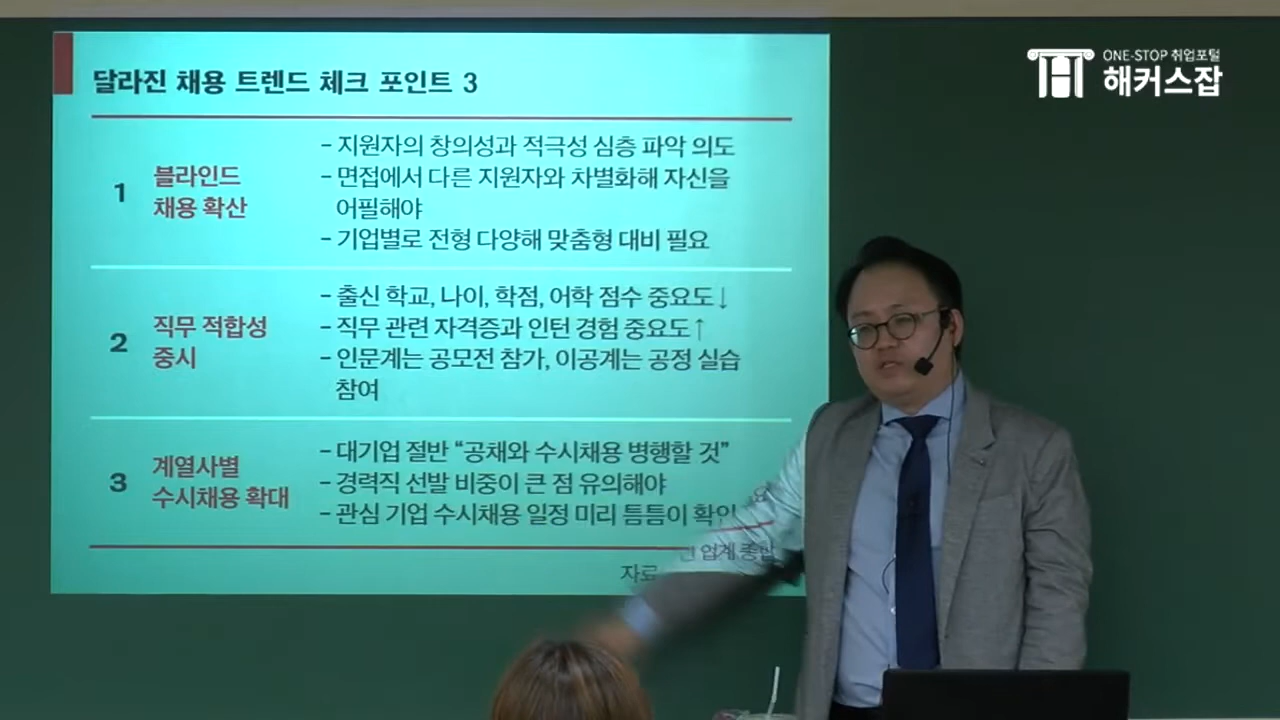 ONE-STOP 취업포털
해커스잡
달라진 채용 트렌드 체크 포인트 3
1
블라인드
채용 확산
- 지원자의 창의성과 적극성 심층 파악 의도
- 면접에서 다른 지원자와 차별화해 자신을
어필해야
- 기업별로 전형 다양해 맞춤형 대비 필요
2
직무 적합성
중시
- 출신 학교, 나이, 학점, 어학 점수 중요도↓
- 직무 관련 자격증과 인턴 경험 중요도↑
- 인문계는 공모전 참가, 이공계는 공정 실습
참여
3
계열사별
수시채용 확대
- 대기업 절반 “공채와 수시채용 병행할 것”
- 경력직 선발 비중이 큰 점 유의해야
- 관심 기업 수시채용 일정 미리 틈틈이 확인
자료 업계 종합